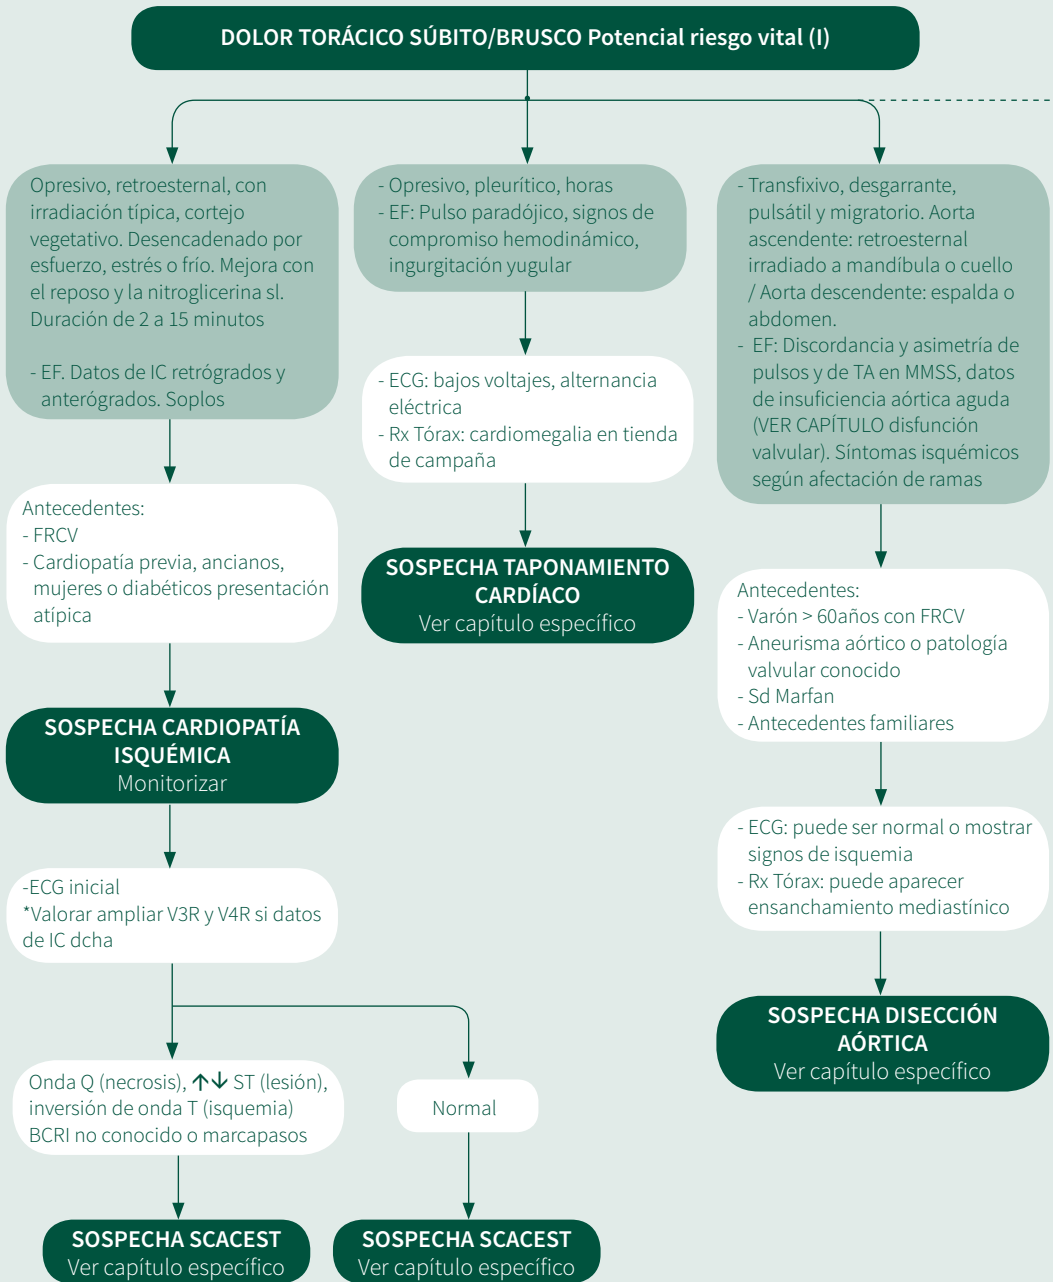 DOLOR TORÁCICO SÚBITO/BRUSCO Potencial riesgo vital (I)
Opresivo, retroesternal, con
irradiación típica, cortejo
vegetativo. Desencadenado por
esfuerzo, estrés o frío. Mejora con
el reposo y la nitroglicerina sl.
Duración de 2 a 15 minutos
- EF. Datos de IC retrógrados y
anterógrados. Soplos
Antecedentes:
- FRCV
- Cardiopatía previa, ancianos,
mujeres o diabéticos presentación
atípica
SOSPECHA CARDIOPATÍA
ISQUÉMICA
Monitorizar
-ECG inicial
*Valorar ampliar V3R y V4R si datos
de IC dcha
Onda Q (necrosis), ↑↓ ST (lesión),
inversión de onda T (isquemia)
BCRI no conocido o marcapasos
SOSPECHA SCACEST
Ver capítulo específico
Normal
SOSPECHA SCACEST
Ver capítulo específico
- Opresivo, pleurítico, horas
- EF: Pulso paradójico, signos de
compromiso hemodinámico,
ingurgitación yugular
- ECG: bajos voltajes, alternancia
eléctrica
- Rx Tórax: cardiomegalia en tienda
de campaña
SOSPECHA TAPONAMIENTO
CARDÍACO
Ver capítulo específico
- Transfixivo, desgarrante,
pulsátil y migratorio. Aorta
ascendente: retroesternal
irradiado a mandíbula o cuello
/ Aorta descendente: espalda o
abdomen.
- EF: Discordancia y asimetría de
pulsos y de TA en MMSS, datos
de insuficiencia aórtica aguda
(VER CAPÍTULO disfunción
valvular). Síntomas isquémicos
según afectación de ramas
Antecedentes:
- Varón > 60años con FRCV
- Aneurisma aórtico o patología
valvular conocido
- Sd Marfan
- Antecedentes familiares
- ECG: puede ser normal o mostrar
signos de isquemia
- Rx Tórax: puede aparecer
ensanchamiento mediastínico
SOSPECHA DISECCIÓN
AÓRTICA
Ver capítulo específico